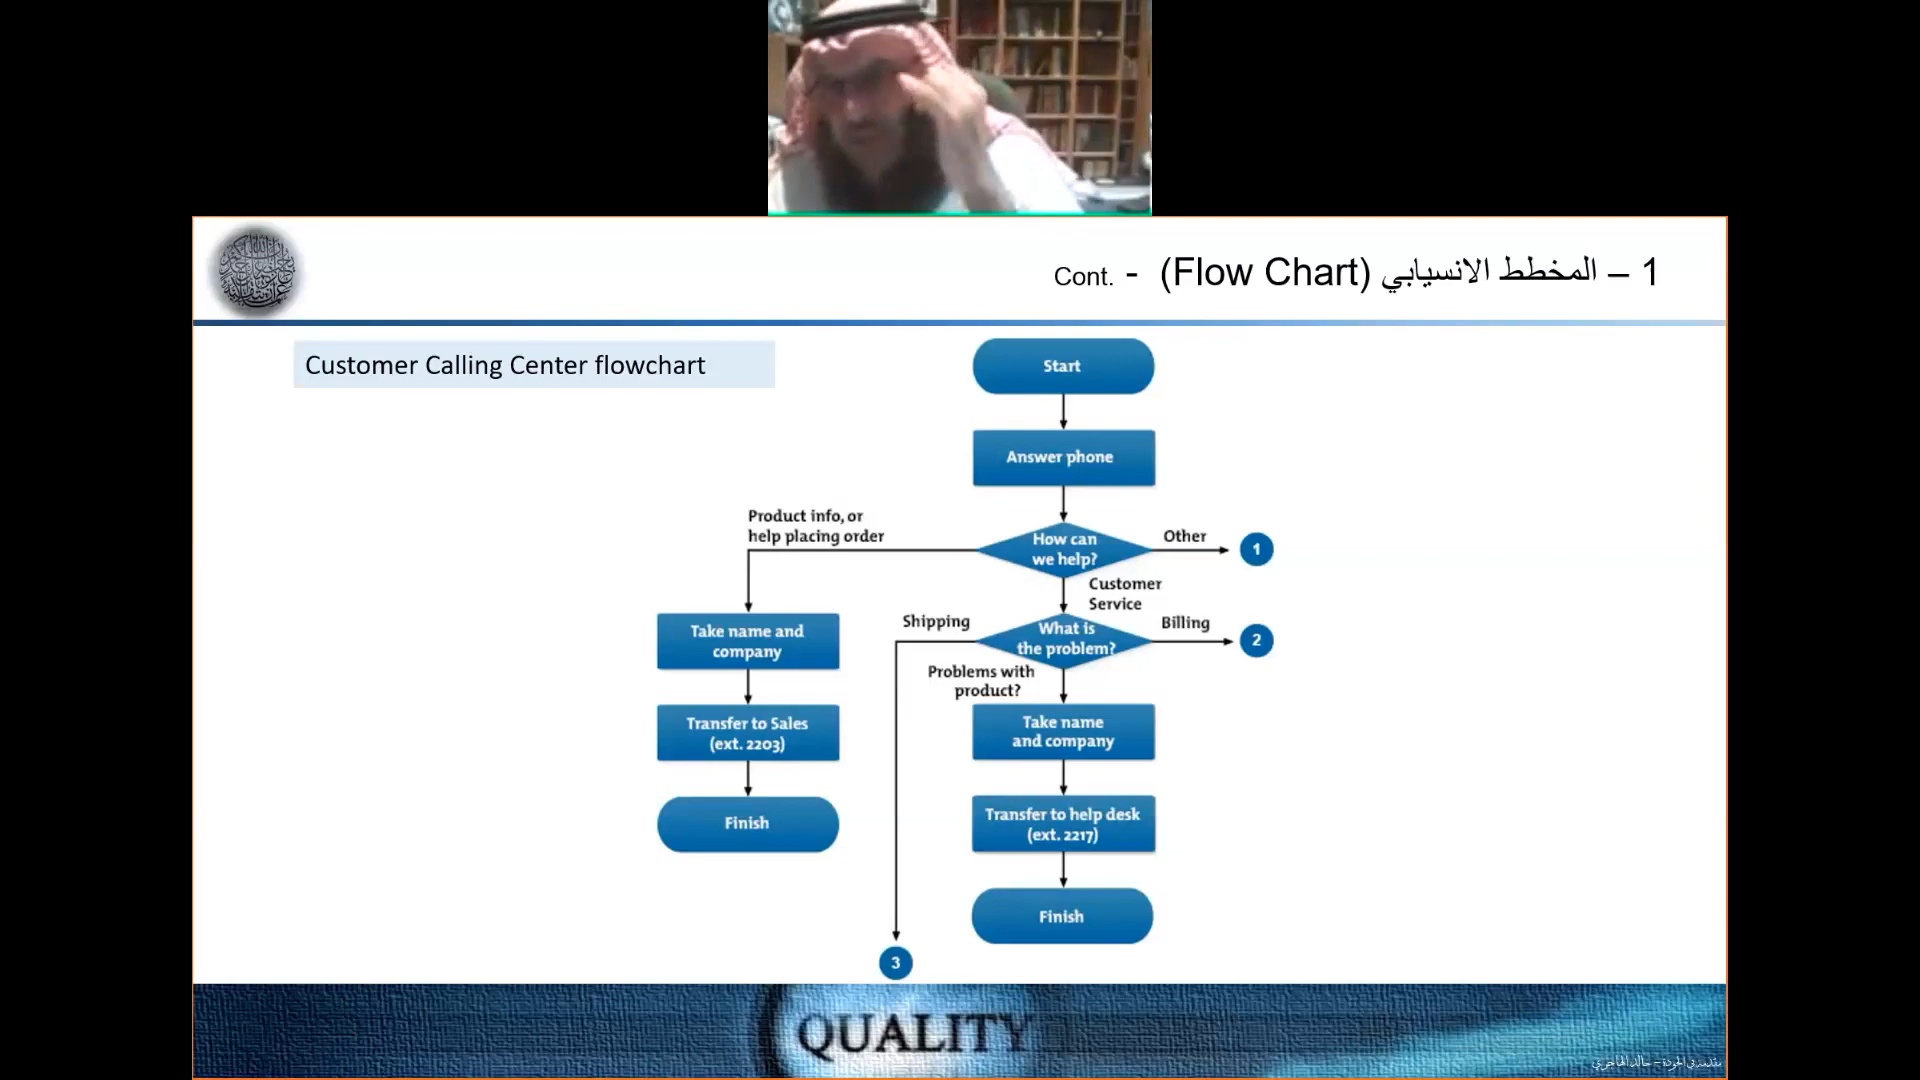 1 – المخطط الانسيابي (Flow Chart) - Cont.
Customer Calling Center flowchart
Start
Answer phone
Product info, or
help placing order
How can
we help?
Other
1
Customer
Service
Shipping
What is
the problem?
Billing
2
Take name and
company
Problems with
product?
Transfer to Sales
(ext. 2203)
Take name
and company
Finish
Transfer to help desk
(ext. 2217)
Finish
3
QUALITY